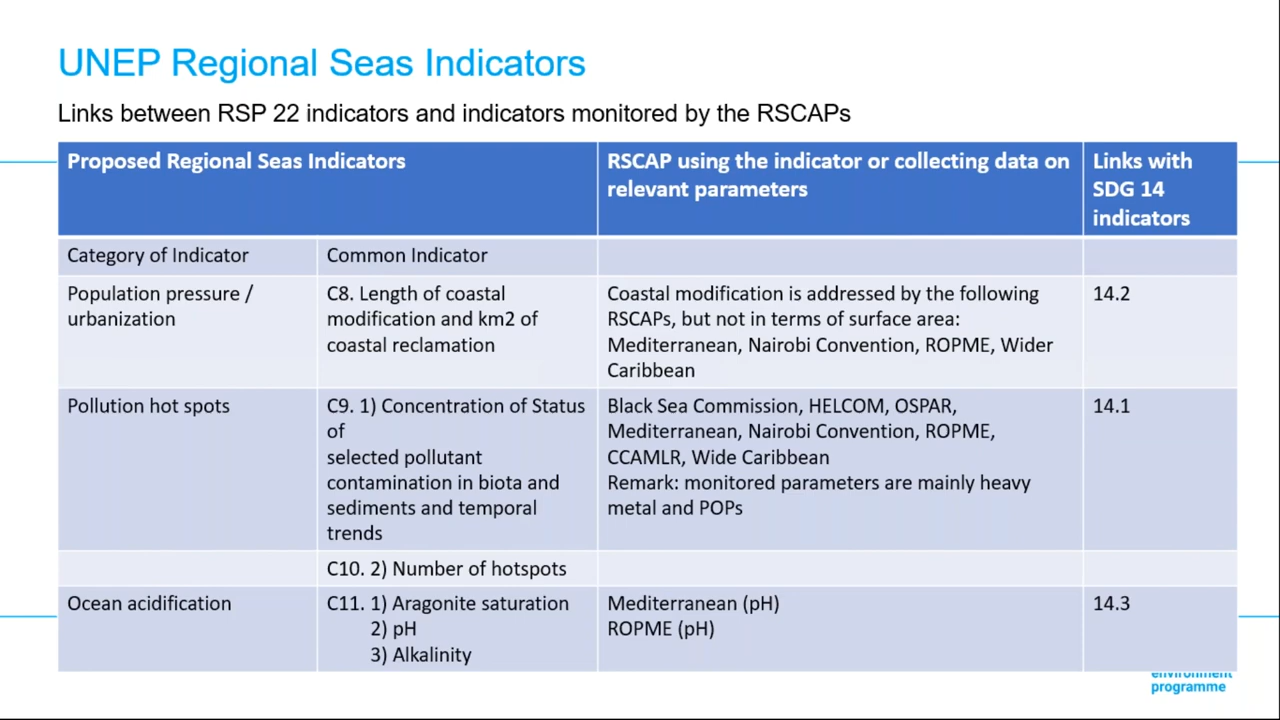 UNEP Regional Seas Indicators
Links between RSP 22 indicators and indicators monitored by the RSCAPs
Proposed Regional Seas Indicators
RSCAP using the indicator or collecting data on
relevant parameters
Links with
SDG 14
indicators
Category of Indicator
Common Indicator
Population pressure /
urbanization
C8. Length of coastal
modification and km2 of
coastal reclamation
Coastal modification is addressed by the following
RSCAPs, but not in terms of surface area:
Mediterranean, Nairobi Convention, ROPME, Wider
Caribbean
14.2
Pollution hot spots
C9. 1) Concentration of Status
of
selected pollutant
contamination in biota and
sediments and temporal
trends
Black Sea Commission, HELCOM, OSPAR,
Mediterranean, Nairobi Convention, ROPME,
CCAMLR, Wide Caribbean
Remark: monitored parameters are mainly heavy
metal and POPs
14.1
C10. 2) Number of hotspots
Ocean acidification
C11. 1) Aragonite saturation
2) pH
3) Alkalinity
Mediterranean (pH)
ROPME (pH)
14.3
environment
programme